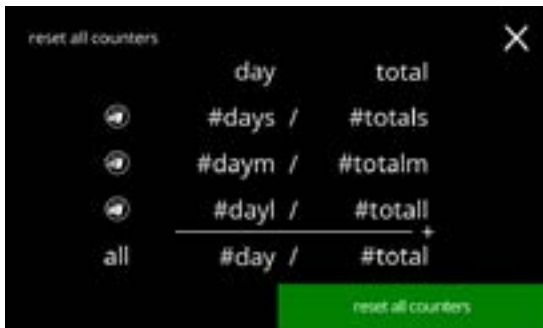 reset all counters
day total
#days / #totals
#daym / #totalm
#dayl / #totall
+
all #day / #total
reset all counters